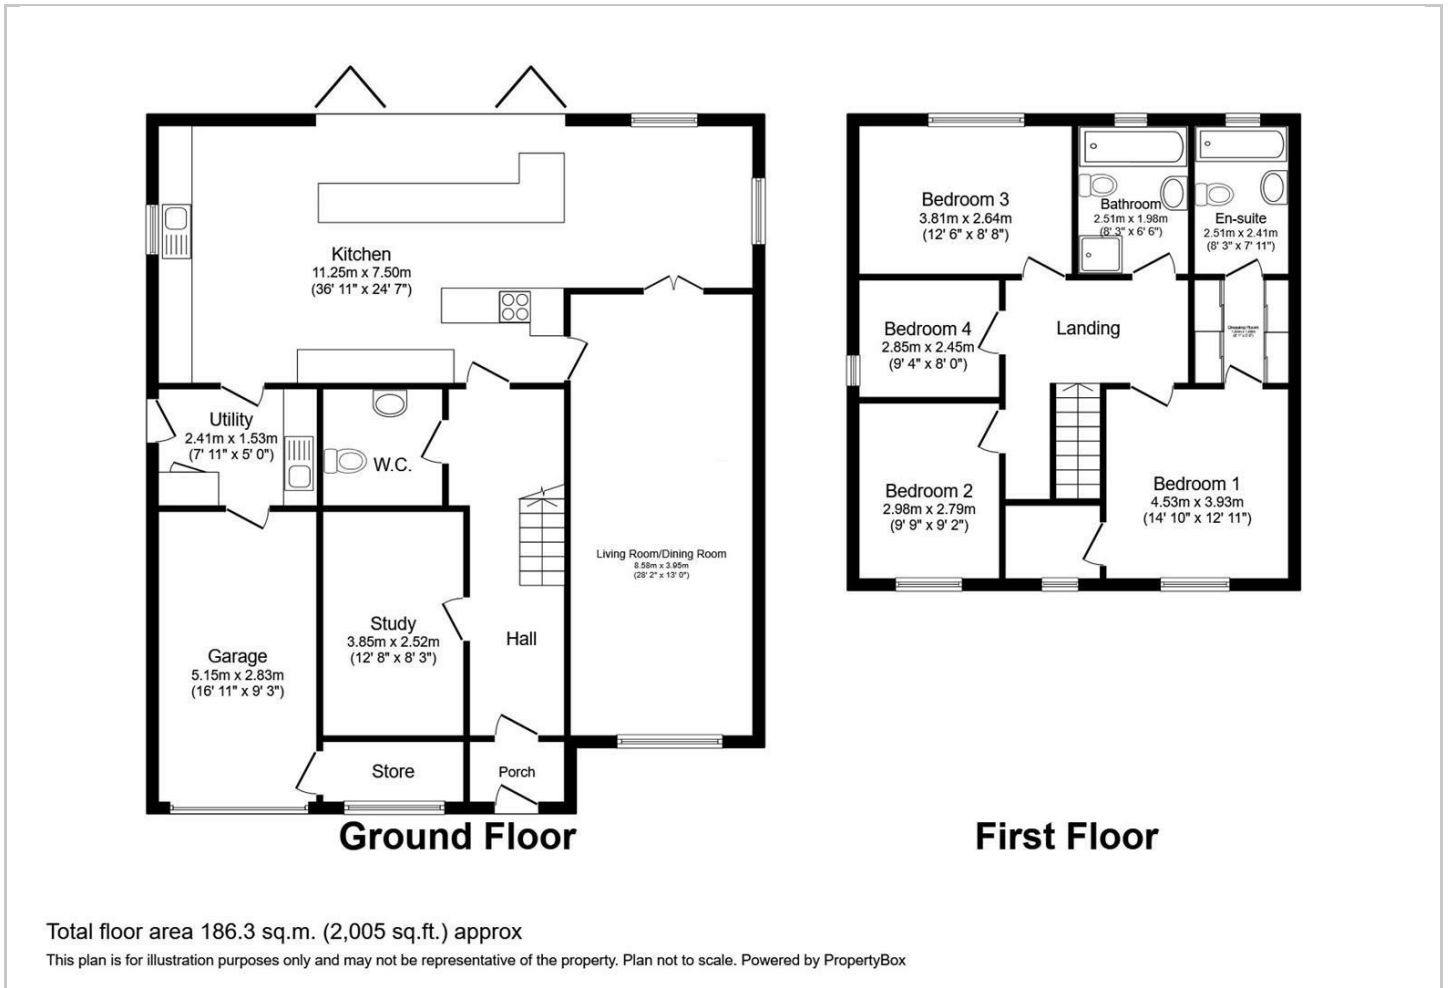 Kitchen
11.25m x 7.50m
(36' 11" x 24' 7")
Utility
2.41m x 1.53m
(7' 11" x 5' 0")
W.C.
Living Room/Dining Room
8.58m x 3.95m
(28' 2" x 13' 0")
Study
3.85m x 2.52m
(12' 8" x 8' 3")
Hall
Garage
5.15m x 2.83m
(16' 11" x 9' 3")
Store
Porch
Ground Floor
Bedroom 3
3.81m x 2.64m
(12' 6" x 8' 8")
Bathroom
2.51m x 1.98m
(8' 3" x 6' 6")
En-suite
2.51m x 2.41m
(8' 3" x 7' 11")
Bedroom 4
2.85m x 2.45m
(9' 4" x 8' 0")
Landing
Dressing Room
Bedroom 2
2.98m x 2.79m
(9' 9" x 9' 2")
Bedroom 1
4.53m x 3.93m
(14' 10" x 12' 11")
First Floor
Total floor area 186.3 sq.m. (2,005 sq.ft.) approx
This plan is for illustration purposes only and may not be representative of the property. Plan not to scale. Powered by PropertyBox